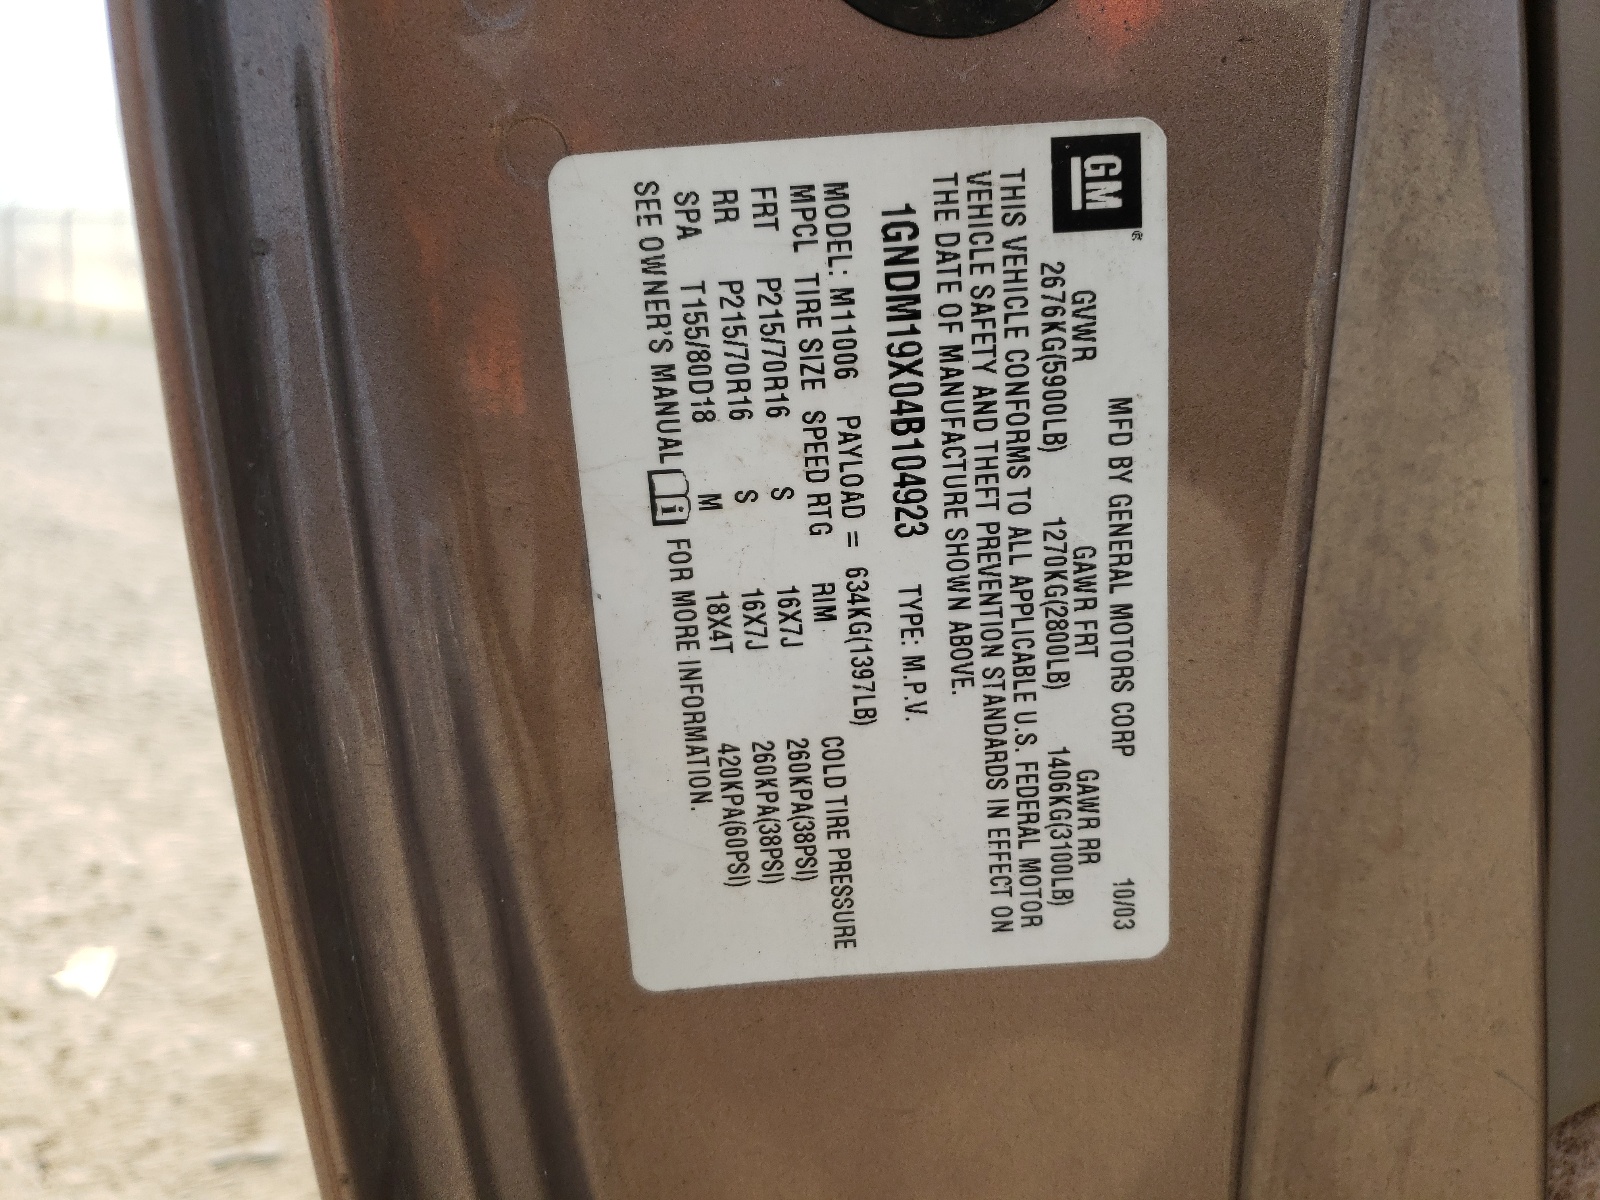 GM ®
MFD BY GENERAL MOTORS CORP 10/03
GVWR GAWR FRT GAWR RR
2676KG(5900LB) 1270KG(2800LB) 1406KG(3100LB)
THIS VEHICLE CONFORMS TO ALL APPLICABLE U.S. FEDERAL MOTOR
VEHICLE SAFETY AND THEFT PREVENTION STANDARDS IN EFFECT ON
THE DATE OF MANUFACTURE SHOWN ABOVE.
1GNDM19X04B104923 TYPE: M.P.V.
MODEL: M11006 PAYLOAD = 634KG(1397LB)
MPCL TIRE SIZE SPEED RTG RIM COLD TIRE PRESSURE
FRT P215/70R16 S 16X7J 260KPA(38PSI)
RR P215/70R16 S 16X7J 260KPA(38PSI)
SPA T155/80D18 M 18X4T 420KPA(60PSI)
SEE OWNER'S MANUAL i FOR MORE INFORMATION.